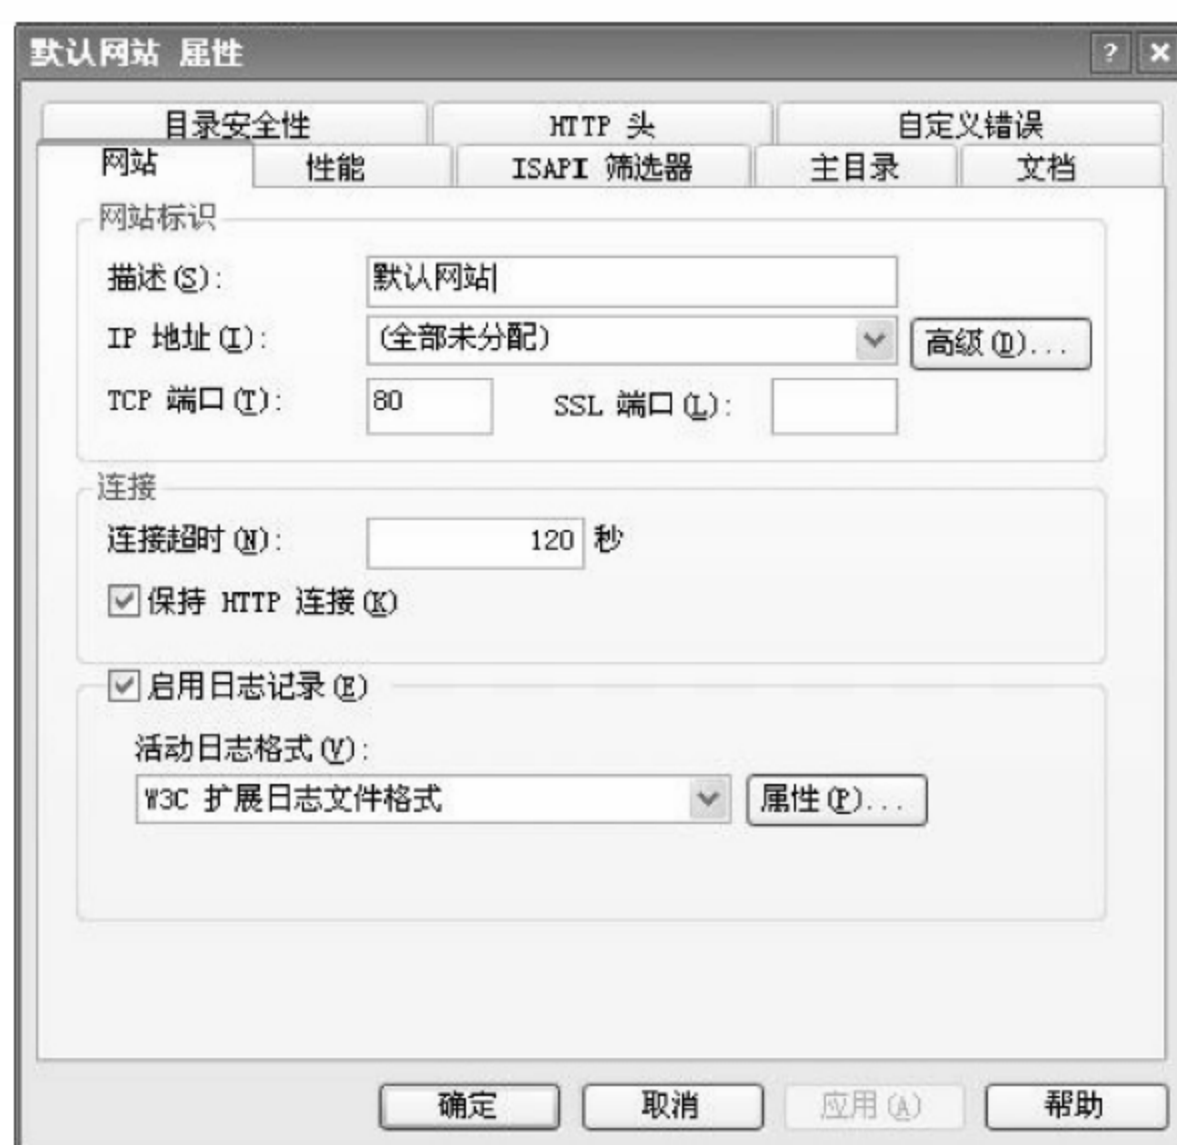 默认网站 属性
目录安全性 HTTP 头 自定义错误
网站 性能 ISAPI 筛选器 主目录 文档
网站标识
描述(S): 默认网站
IP 地址(I): (全部未分配) 高级(D)...
TCP 端口(T): 80 SSL 端口(L):
连接
连接超时(N): 120 秒
保持 HTTP 连接(K)
启用日志记录(E)
活动日志格式(V):
W3C 扩展日志文件格式 属性(P)...
确定 取消 应用(A) 帮助